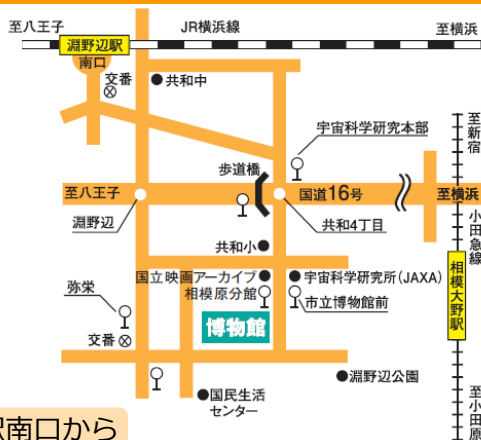 至八王子
JR横浜線
至横浜
淵野辺駅
南口
交番
共和中
至新宿
宇宙科学研究本部
歩道橋
至八王子
国道16号
至横浜
淵野辺
共和4丁目
小田急線
共和小
国立映画アーカイブ
相模原分館
宇宙科学研究所(JAXA)
相模大野駅
弥栄
市立博物館前
博物館
交番
淵野辺公園
国民生活
センター
至小田原
駅南口から